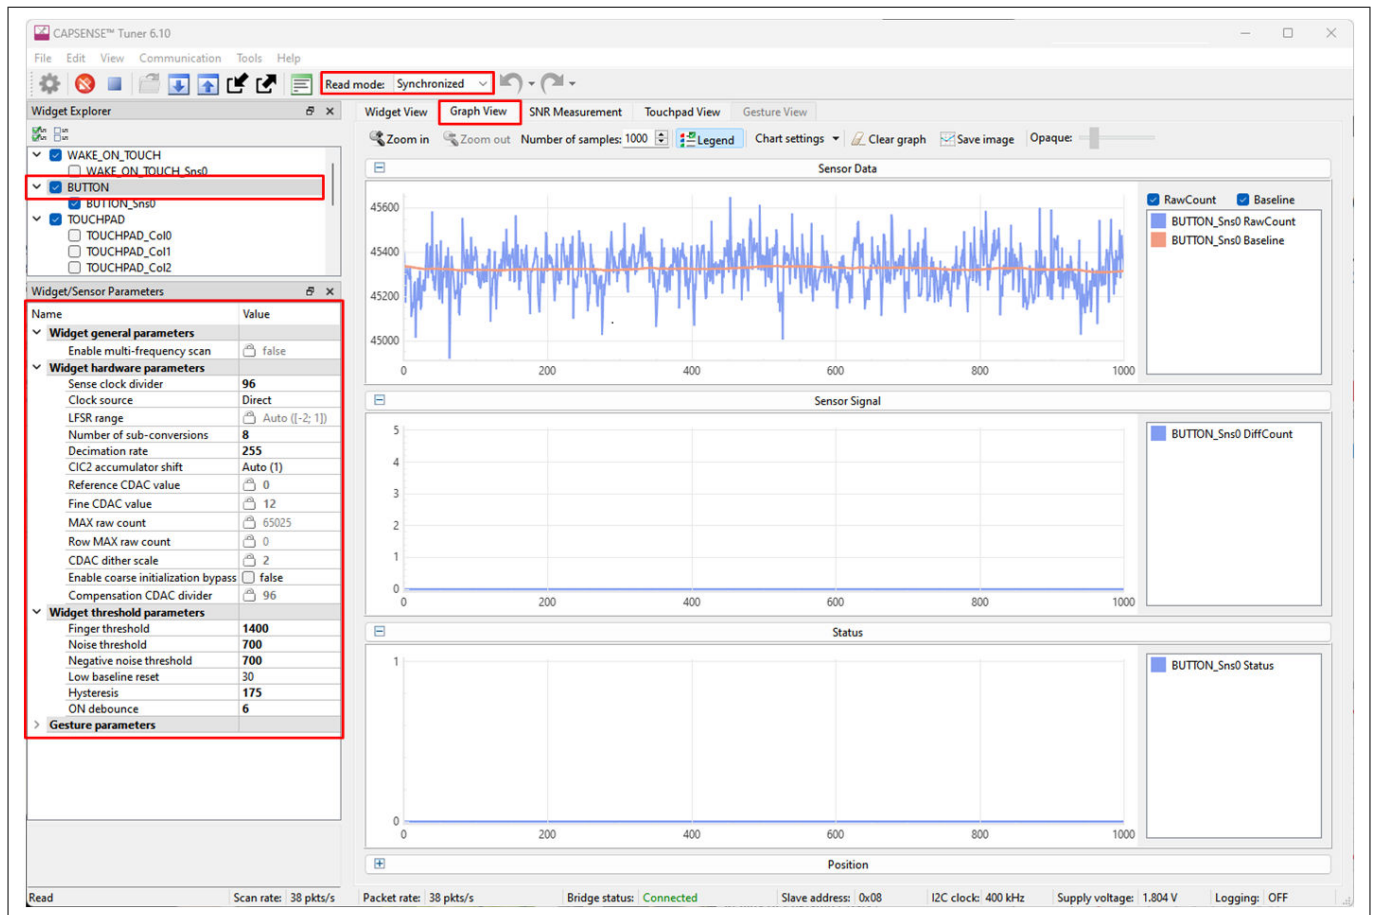 CAPSENSE™ Tuner 6.10
File Edit View Communication Tools Help
Read mode: Synchronized
Widget Explorer
WAKE_ON_TOUCH
WAKE_ON_TOUCH_Sns0
BUTTON
BUTTON_Sns0
TOUCHPAD
TOUCHPAD_Col0
TOUCHPAD_Col1
TOUCHPAD_Col2
Widget/Sensor Parameters
Name Value
Widget general parameters
Enable multi-frequency scan false
Widget hardware parameters
Sense clock divider 96
Clock source Direct
LFSR range Auto ([-2; 1])
Number of sub-conversions 8
Decimation rate 255
CIC2 accumulator shift Auto (1)
Reference CDAC value 0
Fine CDAC value 12
MAX raw count 65025
Row MAX raw count 0
CDAC dither scale 2
Enable coarse initialization bypass false
Compensation CDAC divider 96
Widget threshold parameters
Finger threshold 1400
Noise threshold 700
Negative noise threshold 700
Low baseline reset 30
Hysteresis 175
ON debounce 6
Gesture parameters
Widget View Graph View SNR Measurement Touchpad View Gesture View
Zoom in Zoom out Number of samples: 1000 Legend Chart settings Clear graph Save image Opaque:
Sensor Data
45600
45400
45200
45000
0 200 400 600 800 1000
RawCount Baseline
BUTTON_Sns0 RawCount
BUTTON_Sns0 Baseline
Sensor Signal
5
4
3
2
1
0
0 200 400 600 800 1000
BUTTON_Sns0 DiffCount
Status
1
0
0 200 400 600 800 1000
BUTTON_Sns0 Status
Position
Read Scan rate: 38 pkts/s Packet rate: 38 pkts/s Bridge status: Connected Slave address: 0x08 I2C clock: 400 kHz Supply voltage: 1.804 V Logging: OFF